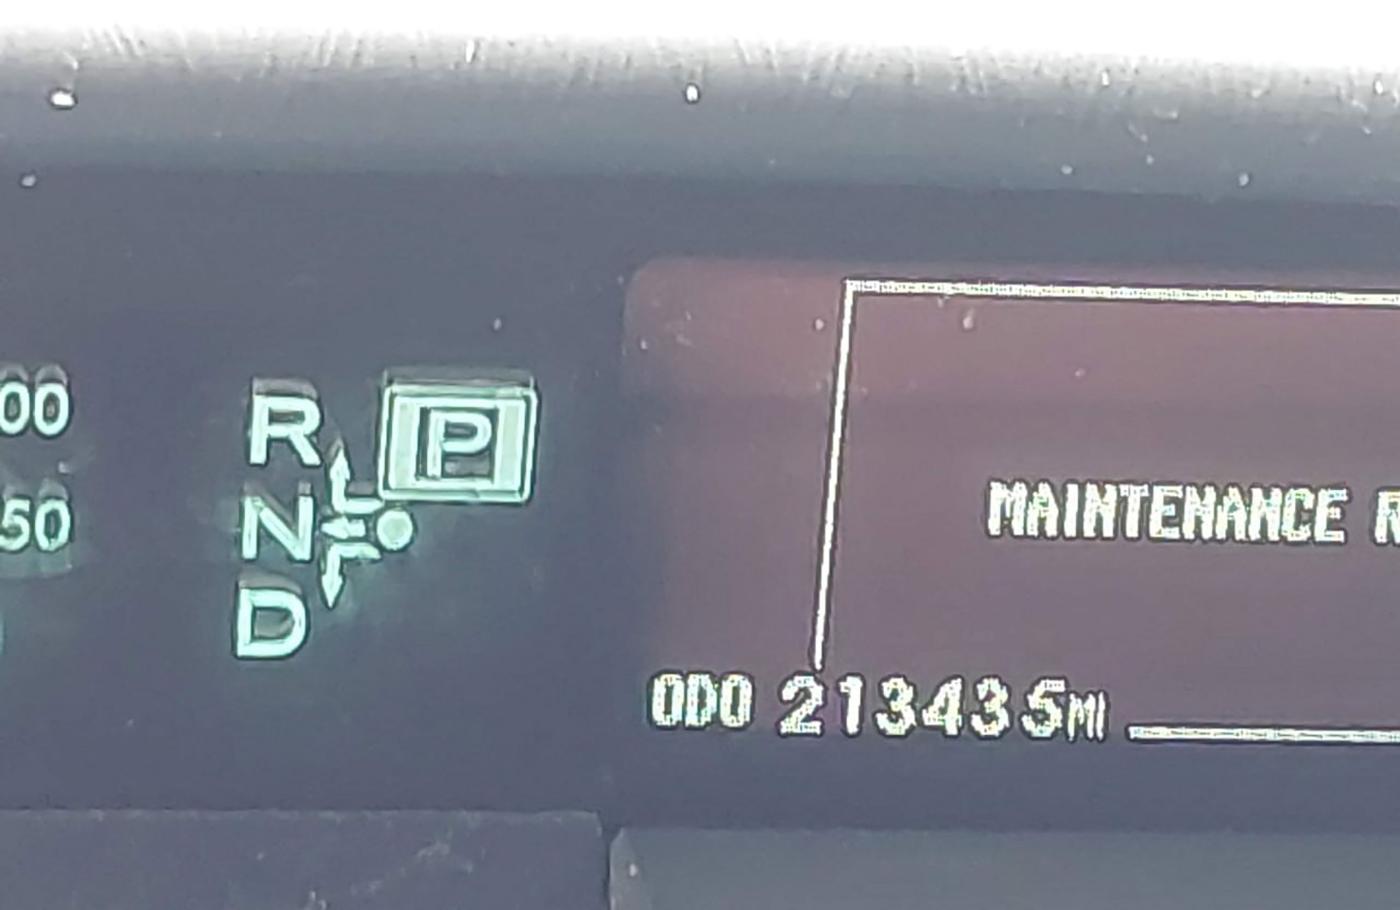 00
50
R
P
N
D
MAINTENANCE R
ODO 213435MI